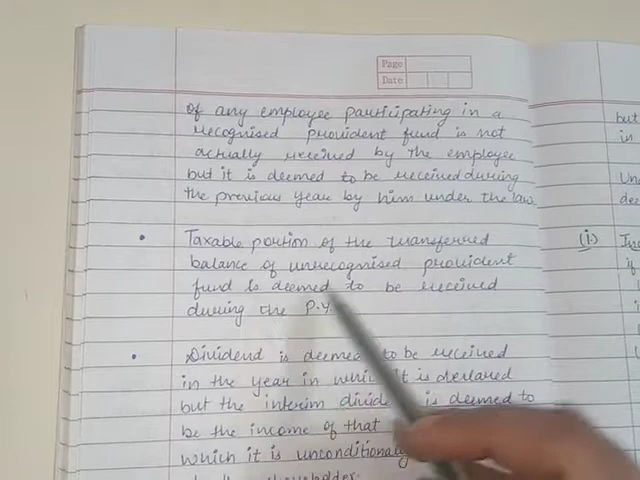 Page
Date
of any employee participating in a
recognised provident fund is not
actually received by the employee
but it is deemed to be received during
the previous year by him under the law
• Taxable portion of the transferred
balance of unrecognised provident
fund is deemed to be received
during the P.Y.
• Dividend is deemed to be received
in the year in which it is declared
but the interim is deemed to
be the income of that
which it is unconditionally
but
in
(i)
if